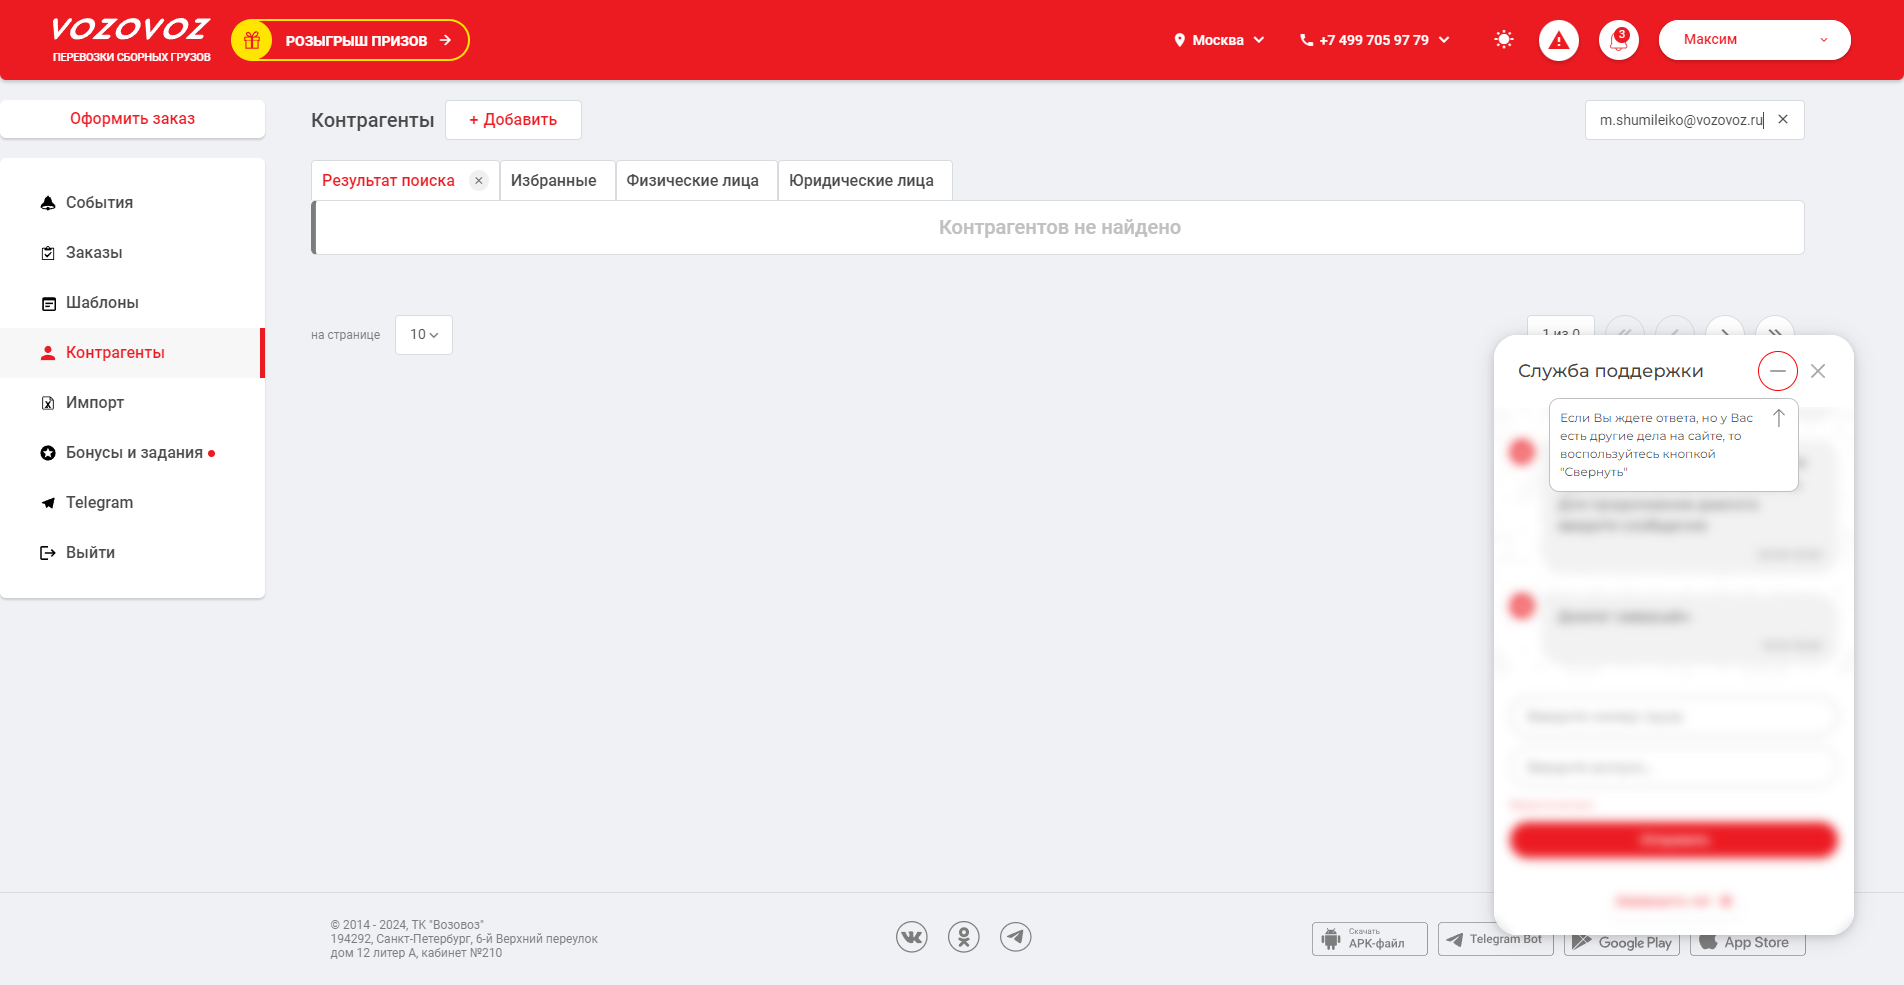 VOZOVOZ
ПЕРЕВОЗКИ СБОРНЫХ ГРУЗОВ
РОЗЫГРЫШ ПРИЗОВ
Москва
+7 499 705 97 79
3
Максим
Оформить заказ
События
Заказы
Шаблоны
Контрагенты
Импорт
Бонусы и задания
Telegram
Выйти
Контрагенты
+ Добавить
m.shumileiko@vozovoz.ru
Результат поиска
Избранные
Физические лица
Юридические лица
Контрагентов не найдено
на странице
10
1 из 0
Служба поддержки
Если Вы ждете ответа, но у Вас
есть другие дела на сайте, то
воспользуйтесь кнопкой
"Свернуть"
© 2014 - 2024, ТК "Возовоз"
194292, Санкт-Петербург, 6-й Верхний переулок
дом 12 литер А, кабинет №210
Скачать
APK-файл
Telegram Bot
Google Play
App Store